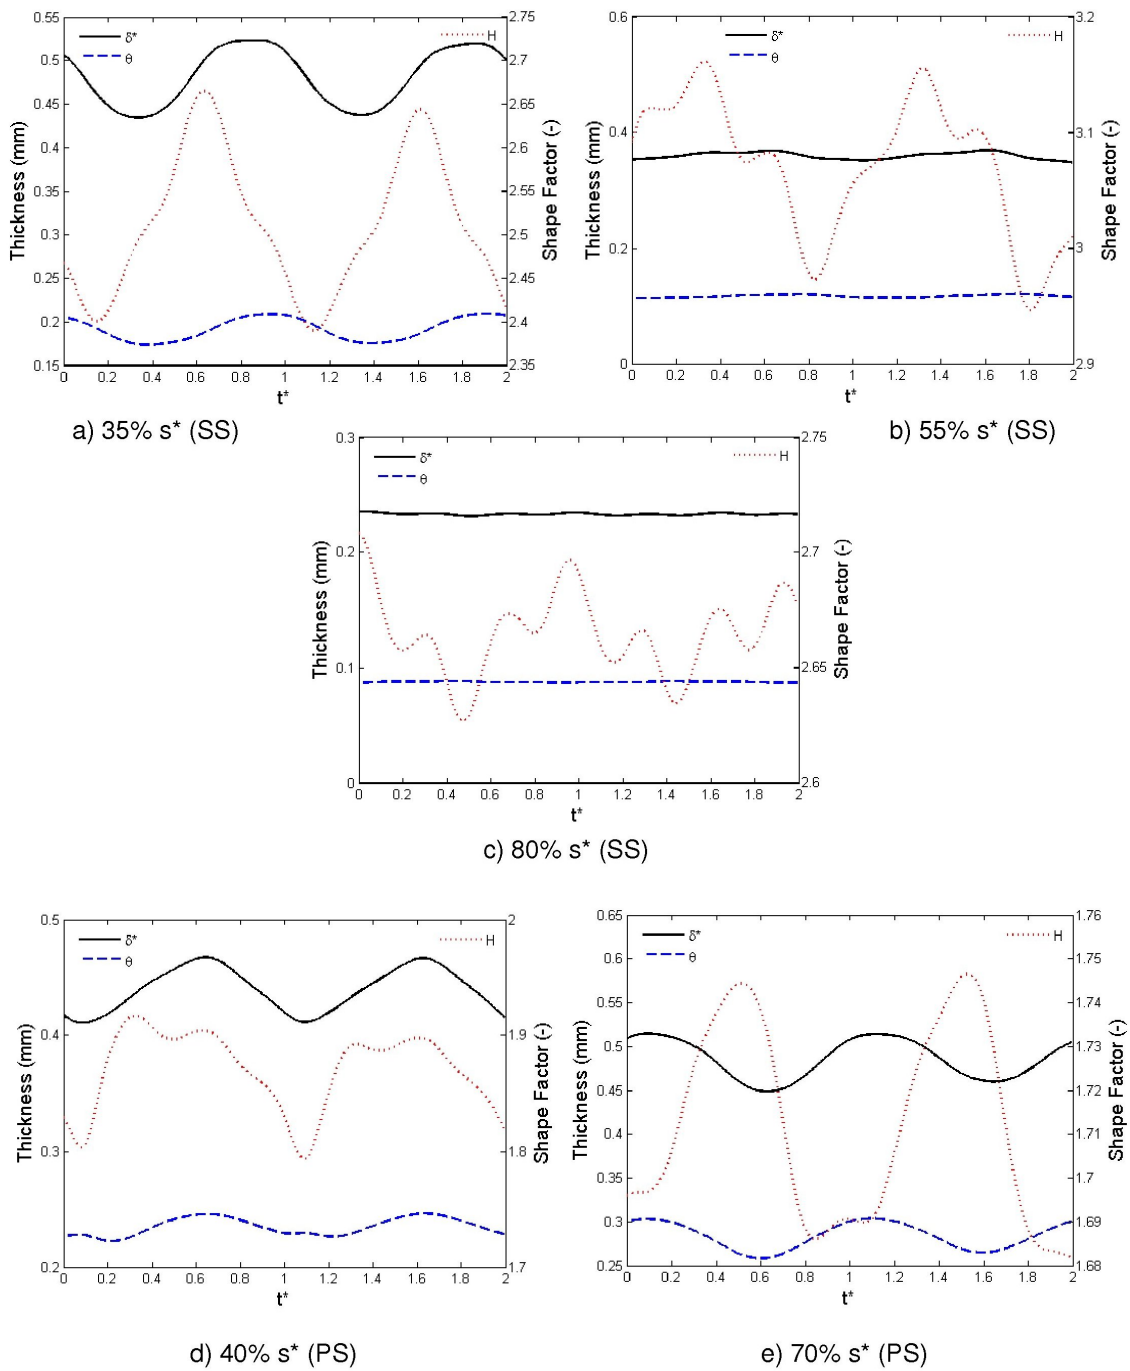 0.55
0.5
0.45
0.4
0.35
0.3
0.25
0.2
0.15
Thickness (mm)
δ*
θ
H
2.75
2.7
2.65
2.6
2.55
2.5
2.45
2.4
2.35
Shape Factor (-)
0 0.2 0.4 0.6 0.8 1 1.2 1.4 1.6 1.8 2
t*
a) 35% s* (SS)
0.6
0.4
0.2
0
Thickness (mm)
δ*
θ
H
3.2
3.1
3
2.9
Shape Factor (-)
0 0.2 0.4 0.6 0.8 1 1.2 1.4 1.6 1.8 2
t*
b) 55% s* (SS)
0.3
0.2
0.1
0
Thickness (mm)
δ*
θ
H
2.75
2.7
2.65
2.6
Shape Factor (-)
0 0.2 0.4 0.6 0.8 1 1.2 1.4 1.6 1.8 2
t*
c) 80% s* (SS)
0.5
0.4
0.3
0.2
Thickness (mm)
δ*
θ
H
2
1.9
1.8
1.7
Shape Factor (-)
0 0.2 0.4 0.6 0.8 1 1.2 1.4 1.6 1.8 2
t*
d) 40% s* (PS)
0.65
0.6
0.55
0.5
0.45
0.4
0.35
0.3
0.25
Thickness (mm)
δ*
θ
H
1.76
1.75
1.74
1.73
1.72
1.71
1.7
1.69
1.68
Shape Factor (-)
0 0.2 0.4 0.6 0.8 1 1.2 1.4 1.6 1.8 2
t*
e) 70% s* (PS)